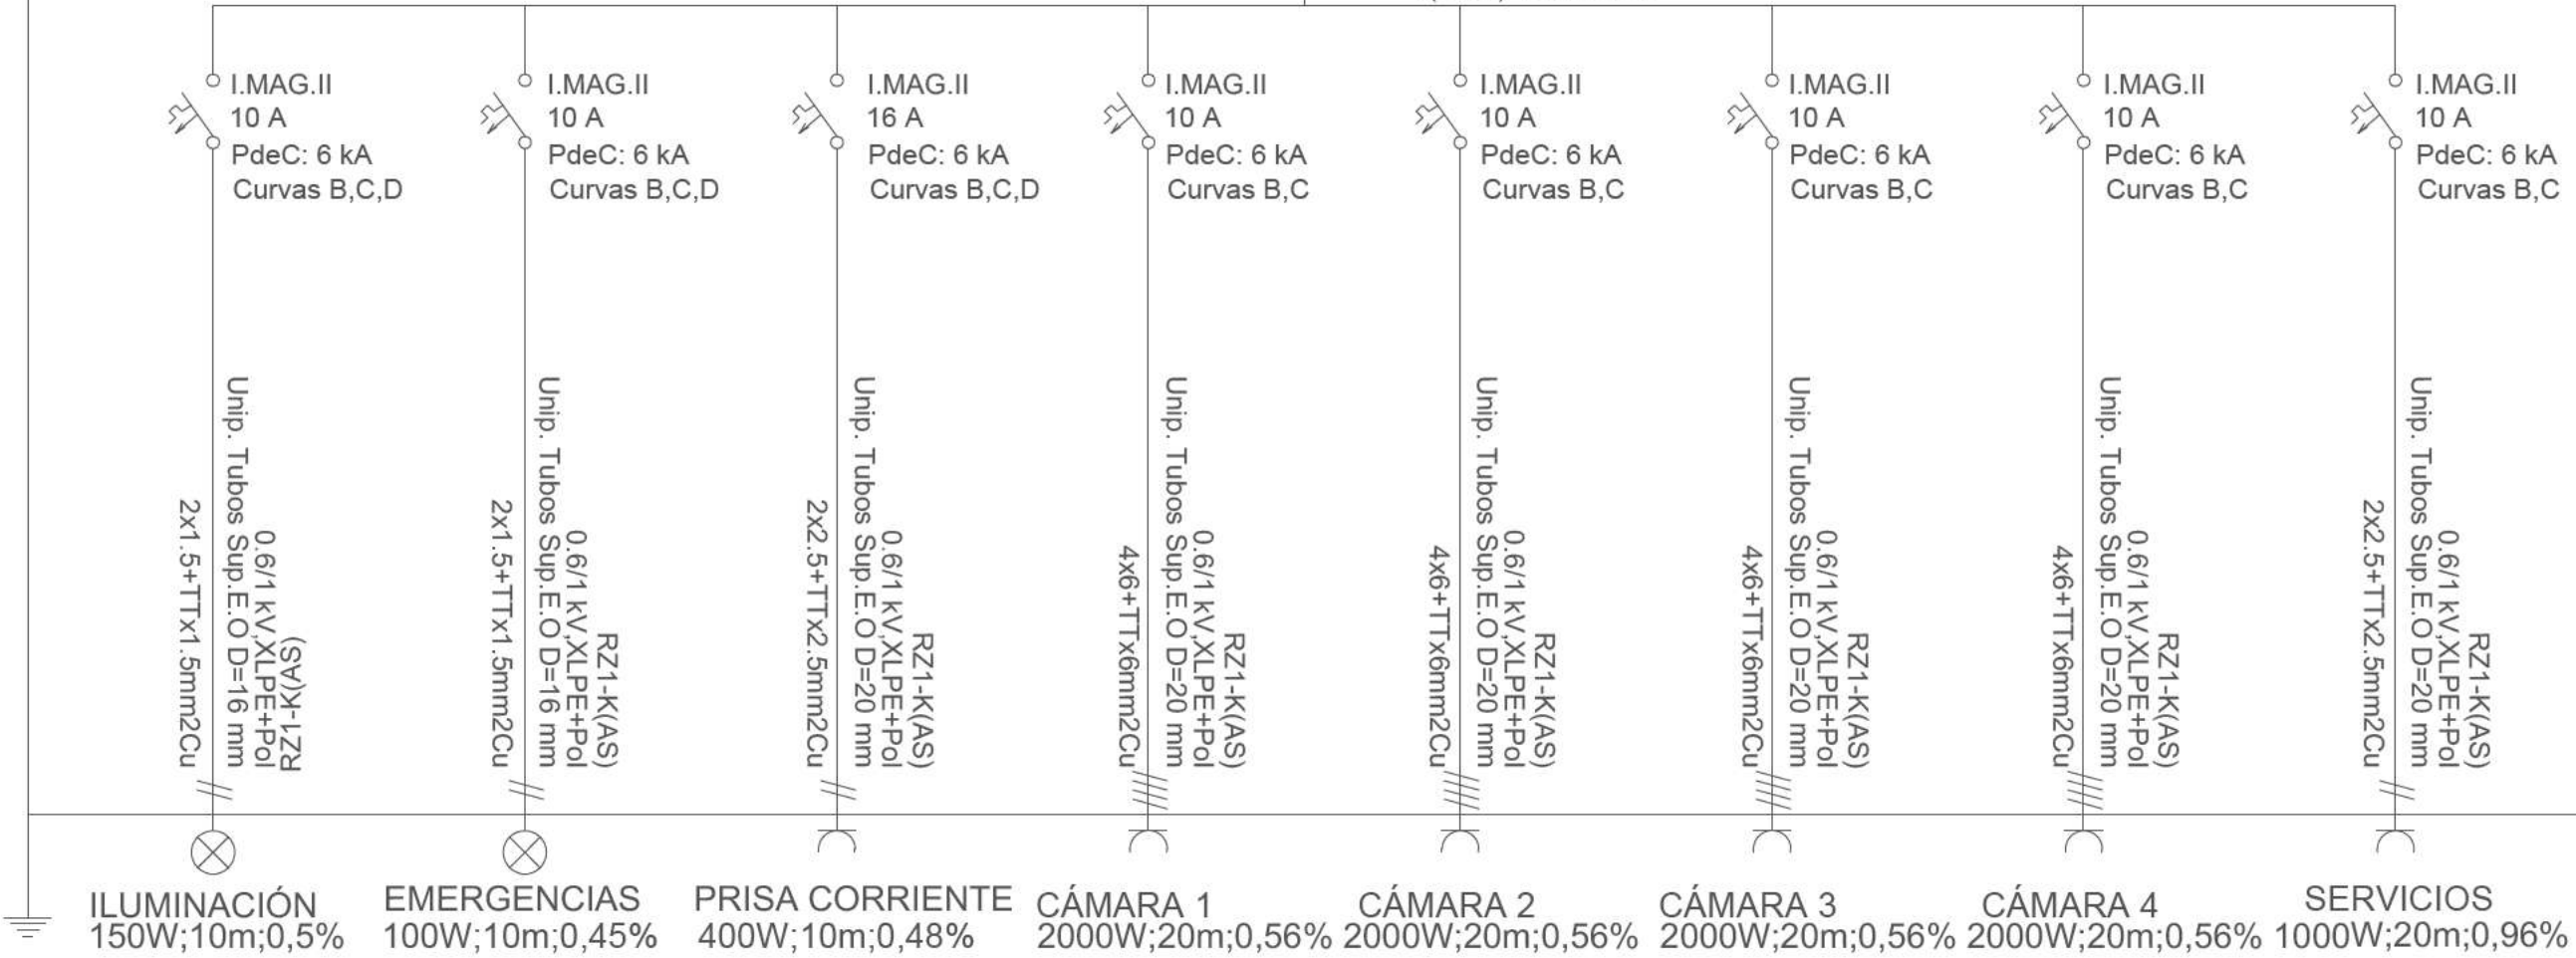 I.MAG.II
10 A
PdeC: 6 kA
Curvas B,C,D
2x1.5+TTx1.5mm2Cu
Unip. Tubos Sup.E.O D=16 mm
0.6/1 kV,XLPE+Pol
RZ1-K(AS)
ILUMINACIÓN
150W;10m;0,5%
I.MAG.II
10 A
PdeC: 6 kA
Curvas B,C,D
2x1.5+TTx1.5mm2Cu
Unip. Tubos Sup.E.O D=16 mm
0.6/1 kV,XLPE+Pol
RZ1-K(AS)
EMERGENCIAS
100W;10m;0,45%
I.MAG.II
16 A
PdeC: 6 kA
Curvas B,C,D
2x2.5+TTx2.5mm2Cu
Unip. Tubos Sup.E.O D=20 mm
0.6/1 kV,XLPE+Pol
RZ1-K(AS)
PRISA CORRIENTE
400W;10m;0,48%
I.MAG.II
10 A
PdeC: 6 kA
Curvas B,C
4x6+TTx6mm2Cu
Unip. Tubos Sup.E.O D=20 mm
0.6/1 kV,XLPE+Pol
RZ1-K(AS)
CÁMARA 1
2000W;20m;0,56%
I.MAG.II
10 A
PdeC: 6 kA
Curvas B,C
4x6+TTx6mm2Cu
Unip. Tubos Sup.E.O D=20 mm
0.6/1 kV,XLPE+Pol
RZ1-K(AS)
CÁMARA 2
2000W;20m;0,56%
I.MAG.II
10 A
PdeC: 6 kA
Curvas B,C
4x6+TTx6mm2Cu
Unip. Tubos Sup.E.O D=20 mm
0.6/1 kV,XLPE+Pol
RZ1-K(AS)
CÁMARA 3
2000W;20m;0,56%
I.MAG.II
10 A
PdeC: 6 kA
Curvas B,C
4x6+TTx6mm2Cu
Unip. Tubos Sup.E.O D=20 mm
0.6/1 kV,XLPE+Pol
RZ1-K(AS)
CÁMARA 4
2000W;20m;0,56%
I.MAG.II
10 A
PdeC: 6 kA
Curvas B,C
2x2.5+TTx2.5mm2Cu
Unip. Tubos Sup.E.O D=20 mm
0.6/1 kV,XLPE+Pol
RZ1-K(AS)
SERVICIOS
1000W;20m;0,96%